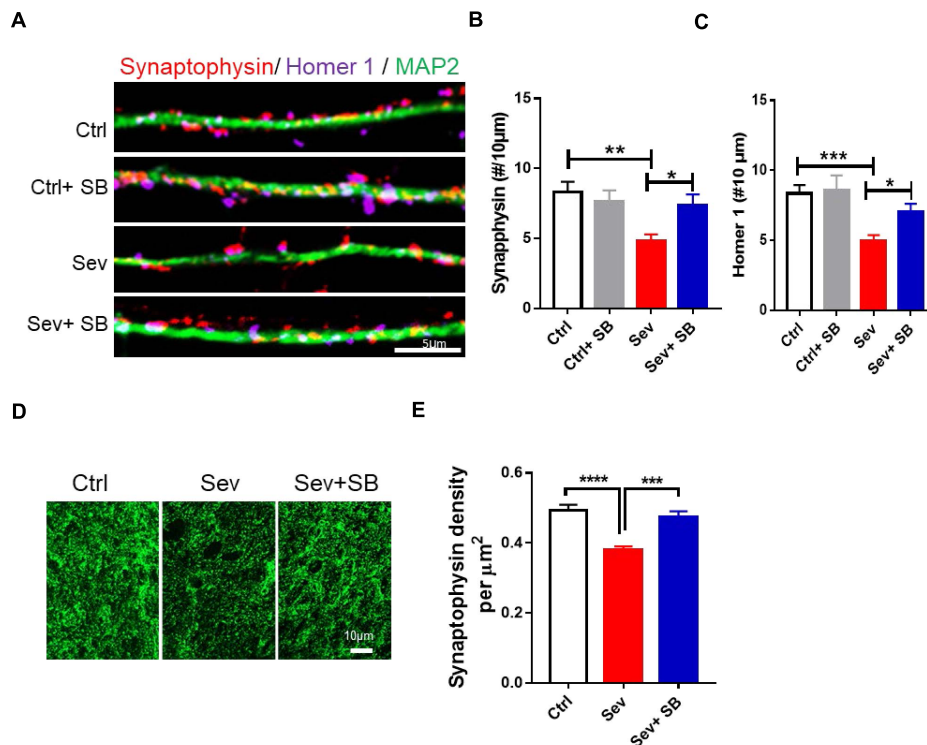 A
Synaptophysin/ Homer 1 / MAP2
Ctrl
Ctrl+ SB
Sev
Sev+ SB
5μm
B
Synapphysin (#/10μm)
15
10
5
0
**
*
Ctrl
Ctrl+ SB
Sev
Sev+ SB
C
Homer 1 (#10 μm)
15
10
5
0
***
*
Ctrl
Ctrl+ SB
Sev
Sev+ SB
D
Ctrl
Sev
Sev+SB
10μm
E
Synaptophysin density
per μm²
0.6
0.4
0.2
0.0
****
***
Ctrl
Sev
Sev+ SB